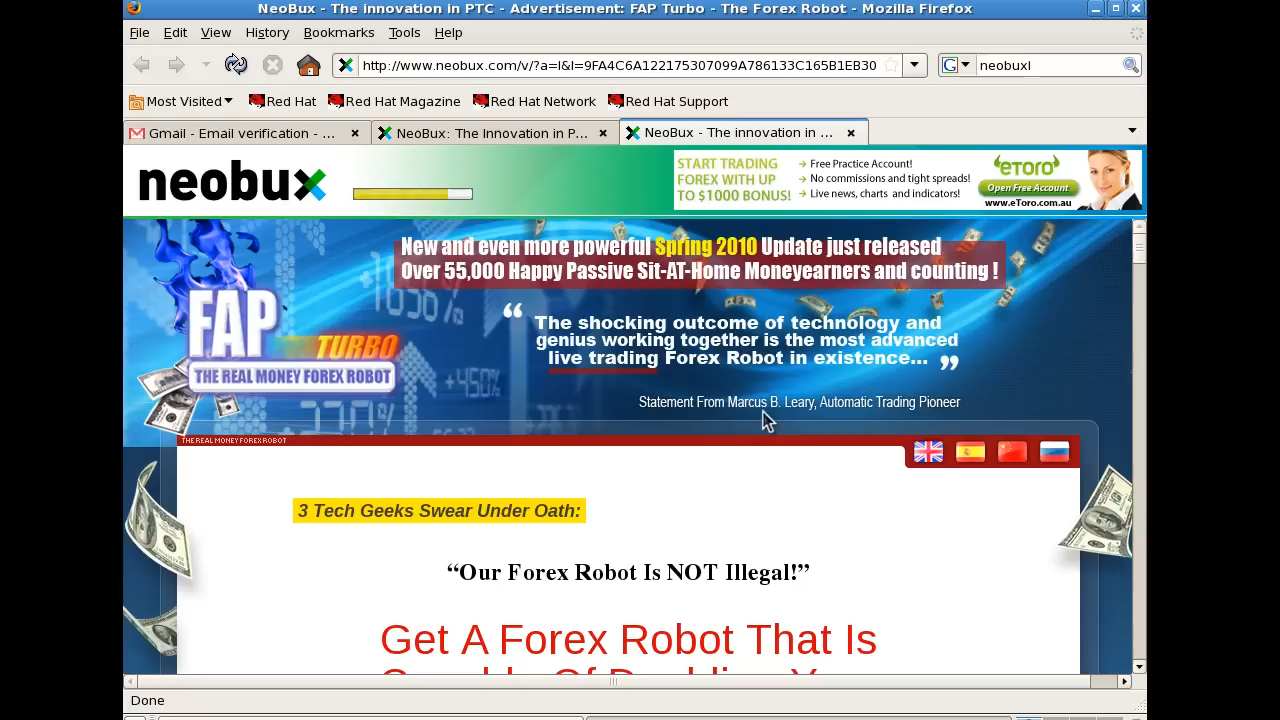 NeoBux - The innovation in PTC - Advertisement: FAP Turbo - The Forex Robot - Mozilla Firefox
File Edit View History Bookmarks Tools Help
http://www.neobux.com/v/?a=l&l=9FA4C6A122175307099A786133C165B1EB30
neobuxl
Most Visited Red Hat Red Hat Magazine Red Hat Network Red Hat Support
Gmail - Email verification - ... NeoBux: The Innovation in P... NeoBux - The innovation in ...
neobux
START TRADING
FOREX WITH UP
TO $1000 BONUS!
Free Practice Account!
No commissions and tight spreads!
Live news, charts and indicators!
eToro
Open Free Account
www.eToro.com.au
New and even more powerful Spring 2010 Update just released
Over 55,000 Happy Passive Sit-AT-Home Moneyearners and counting !
FAP
TURBO
THE REAL MONEY FOREX ROBOT
+450%
“The shocking outcome of technology and
genius working together is the most advanced
live trading Forex Robot in existence... ”
Statement From Marcus B. Leary, Automatic Trading Pioneer
THE REAL MONEY FOREX ROBOT
3 Tech Geeks Swear Under Oath:
“Our Forex Robot Is NOT Illegal!”
Get A Forex Robot That Is
Done